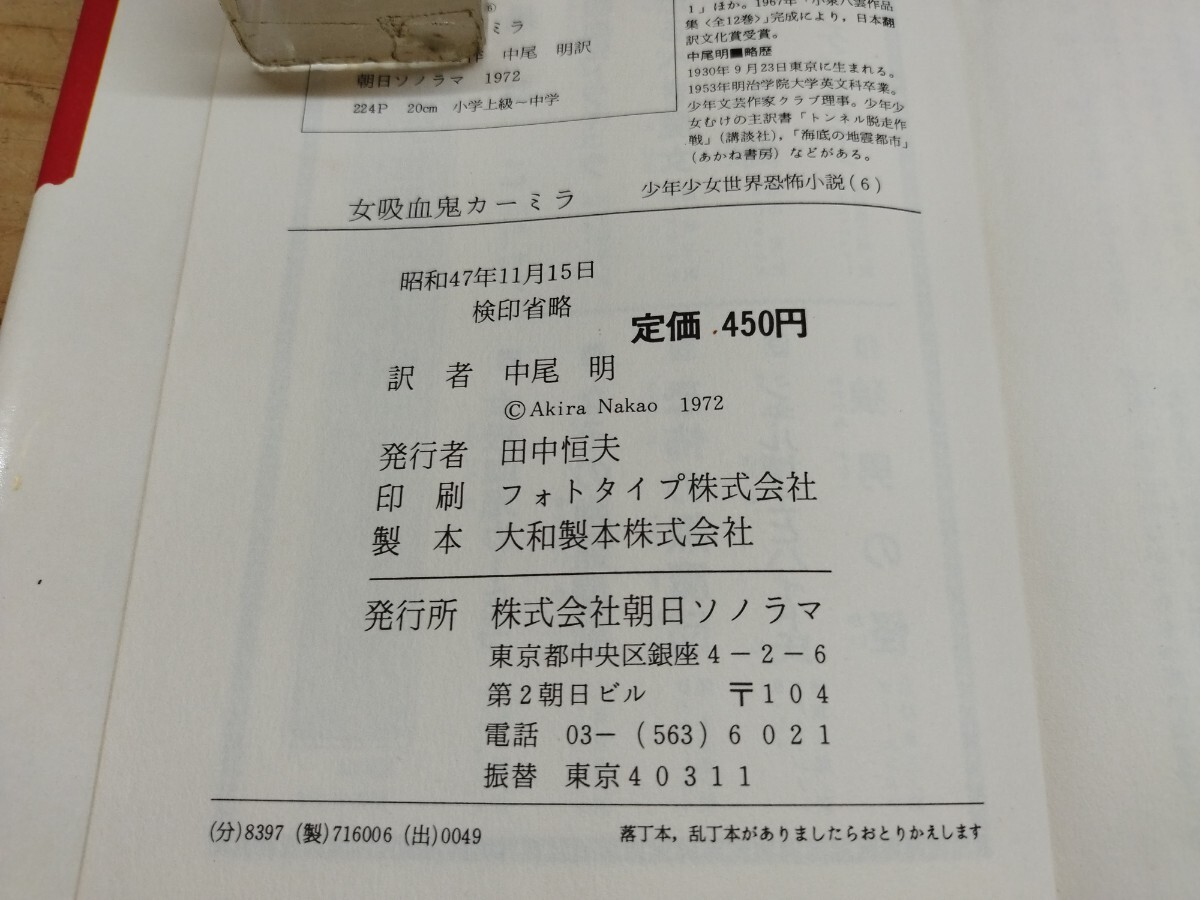 ⑥
ミラ
中尾 明訳
朝日ソノラマ 1972
224P 20cm 小学上級〜中学
1」ほか。1967年「小泉八雲作品
集〈全12巻〉」完成により，日本翻
訳文化賞受賞。
中尾明■略歴
1930年9月23日東京に生まれる。
1953年明治学院大学英文科卒業。
少年文芸作家クラブ理事。少年少
女むけの主訳書「トンネル脱走作
戦」（講談社），「海底の地震都市」
（あかね書房）などがある。
女吸血鬼カーミラ 少年少女世界恐怖小説(6)
昭和47年11月15日
検印省略
定価 .450円
訳 者 中尾 明
©Akira Nakao 1972
発行者 田中恒夫
印 刷 フォトタイプ株式会社
製 本 大和製本株式会社
発行所 株式会社朝日ソノラマ
東京都中央区銀座4－2－6
第2朝日ビル 〒104
電話 03－(563)6021
振替 東京40311
(分)8397 (製)716006 (出)0049 落丁本，乱丁本がありましたらおとりかえします